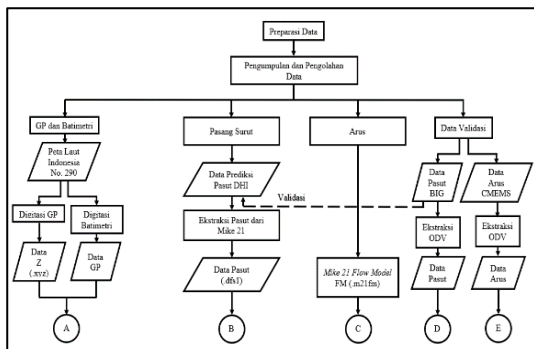 Preparasi Data
Pengumpulan dan Pengolahan
Data
GP dan Batimetri
Pasang Surut
Arus
Data Validasi
Peta Laut
Indonesia
No. 290
Data Prediksi
Pasut DHI
Validasi
Data
Pasut
BIG
Data
Arus
CMEMS
Digitasi GP
Digitasi
Batimetri
Ekstraksi Pasut dari
Mike 21
Ekstraksi
ODV
Ekstraksi
ODV
Data
Z
(.xyz)
Data
GP
Data Pasut
(.dfs1)
Mike 21 Flow Model
FM (.m21fm)
Data
Pasut
Data
Arus
A
B
C
D
E